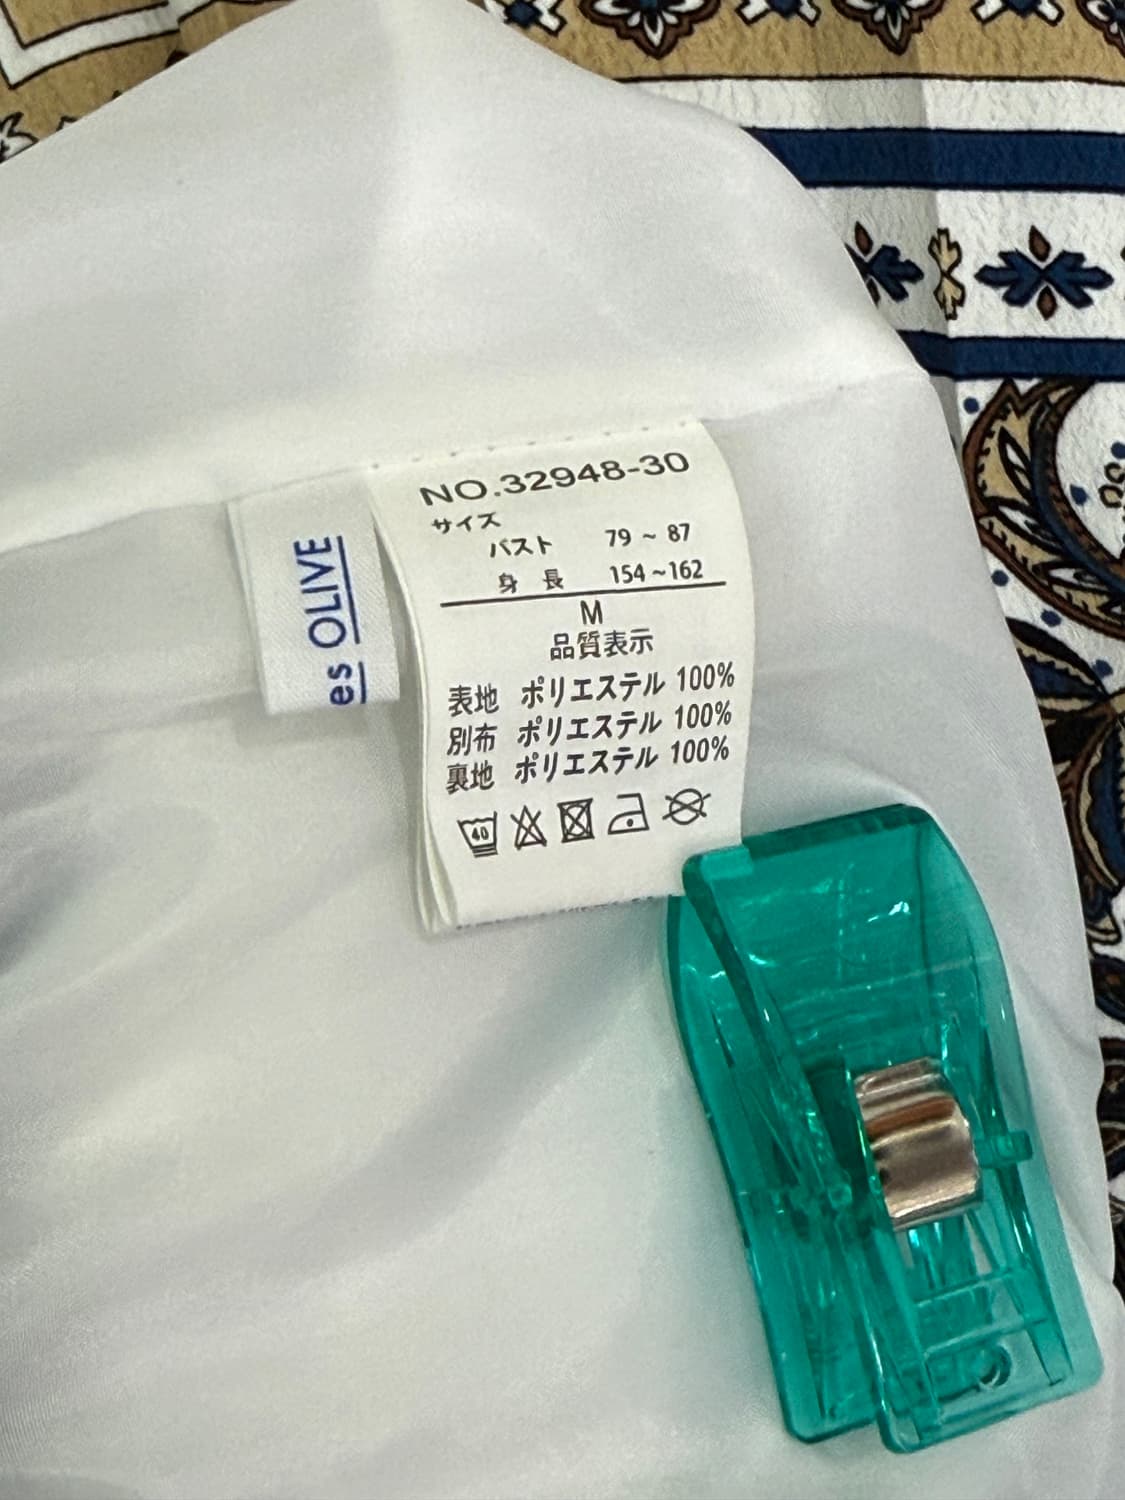 NO.32948-30
サイズ
バスト 79 ~ 87
身 長 154 ~162
M
品質表示
表地 ポリエステル 100%
別布 ポリエステル 100%
裏地 ポリエステル 100%
40
es OLIVE